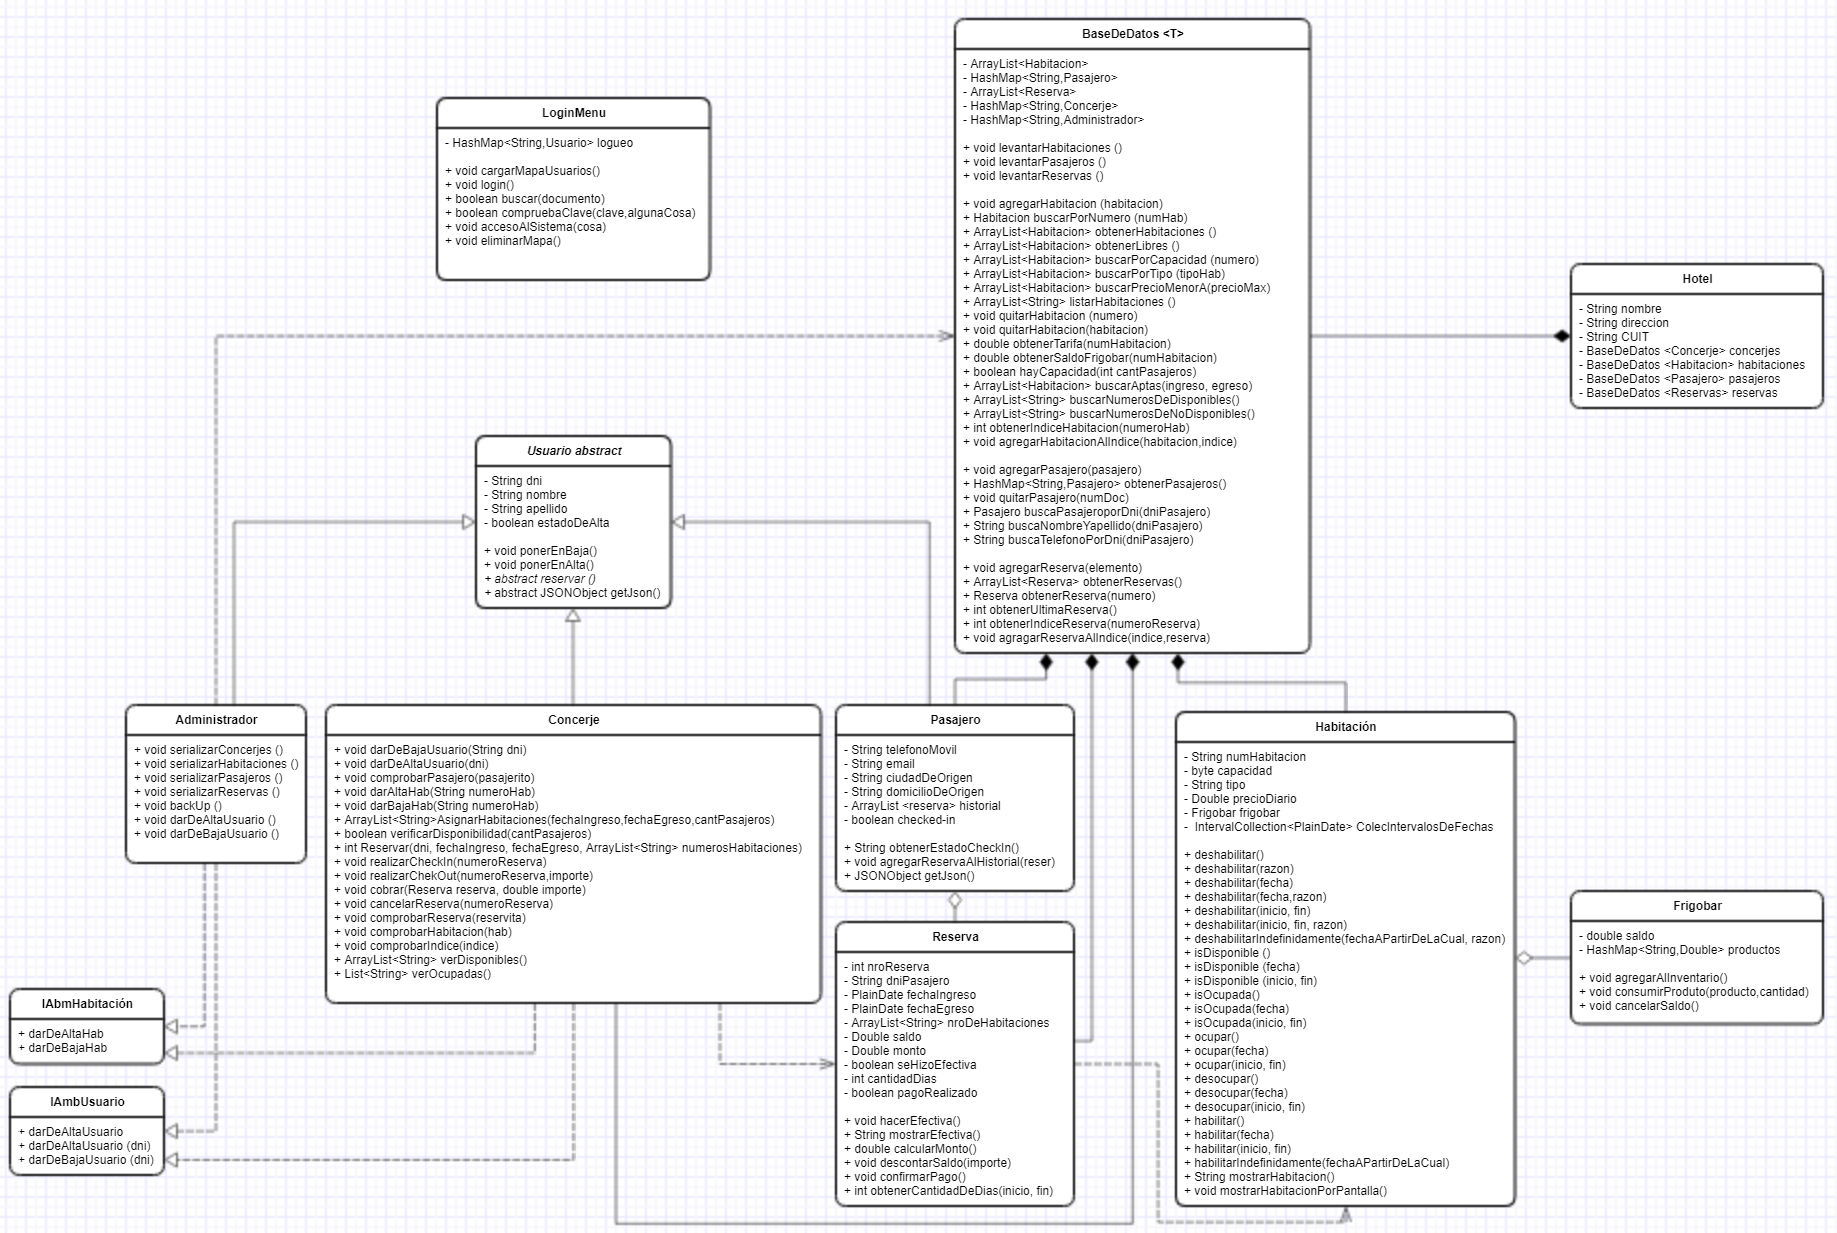 BaseDeDatos <T>
- ArrayList<Habitacion>
- HashMap<String,Pasajero>
- ArrayList<Reserva>
- HashMap<String,Concerje>
- HashMap<String,Administrador>
+ void levantarHabitaciones ()
+ void levantarPasajeros ()
+ void levantarReservas ()
+ void agregarHabitacion (habitacion)
+ Habitacion buscarPorNumero (numHab)
+ ArrayList<Habitacion> obtenerHabitaciones ()
+ ArrayList<Habitacion> obtenerLibres ()
+ ArrayList<Habitacion> buscarPorCapacidad (numero)
+ ArrayList<Habitacion> buscarPorTipo (tipoHab)
+ ArrayList<Habitacion> buscarPrecioMenorA(precioMax)
+ ArrayList<String> listarHabitaciones ()
+ void quitarHabitacion (numero)
+ void quitarHabitacion(habitacion)
+ double obtenerTarifa(numHabitacion)
+ double obtenerSaldoFrigobar(numHabitacion)
+ boolean hayCapacidad(int cantPasajeros)
+ ArrayList<Habitacion> buscarAptas(ingreso, egreso)
+ ArrayList<String> buscarNumerosDeDisponibles()
+ ArrayList<String> buscarNumerosDeNoDisponibles()
+ int obtenerIndiceHabitacion(numeroHab)
+ void agregarHabitacionAlIndice(habitacion,indice)
+ void agregarPasajero(pasajero)
+ HashMap<String,Pasajero> obtenerPasajeros()
+ void quitarPasajero(numDoc)
+ Pasajero buscaPasajeroporDni(dniPasajero)
+ String buscaNombreYapellido(dniPasajero)
+ String buscaTelefonoPorDni(dniPasajero)
+ void agregarReserva(elemento)
+ ArrayList<Reserva> obtenerReservas()
+ Reserva obtenerReserva(numero)
+ int obtenerUltimaReserva()
+ int obtenerIndiceReserva(numeroReserva)
+ void agragarReservaAlIndice(indice,reserva)
LoginMenu
- HashMap<String,Usuario> logueo
+ void cargarMapaUsuarios()
+ void login()
+ boolean buscar(documento)
+ boolean compruebaClave(clave,algunaCosa)
+ void accesoAlSistema(cosa)
+ void eliminarMapa()
Hotel
- String nombre
- String direccion
- String CUIT
- BaseDeDatos <Concerje> concerjes
- BaseDeDatos <Habitacion> habitaciones
- BaseDeDatos <Pasajero> pasajeros
- BaseDeDatos <Reservas> reservas
Usuario abstract
- String dni
- String nombre
- String apellido
- boolean estadoDeAlta
+ void ponerEnBaja()
+ void ponerEnAlta()
+ abstract reservar ()
+ abstract JSONObject getJson()
Administrador
+ void serializarConcerjes ()
+ void serializarHabitaciones ()
+ void serializarPasajeros ()
+ void serializarReservas ()
+ void backUp ()
+ void darDeAltaUsuario ()
+ void darDeBajaUsuario ()
Concerje
+ void darDeBajaUsuario(String dni)
+ void darDeAltaUsuario(dni)
+ void comprobarPasajero(pasajerito)
+ void darAltaHab(String numeroHab)
+ void darBajaHab(String numeroHab)
+ ArrayList<String>AsignarHabitaciones(fechaIngreso,fechaEgreso,cantPasajeros)
+ boolean verificarDisponibilidad(cantPasajeros)
+ int Reservar(dni, fechaIngreso, fechaEgreso, ArrayList<String> numerosHabitaciones)
+ void realizarCheckIn(numeroReserva)
+ void realizarChekOut(numeroReserva,importe)
+ void cobrar(Reserva reserva, double importe)
+ void cancelarReserva(numeroReserva)
+ void comprobarReserva(reservita)
+ void comprobarHabitacion(hab)
+ void comprobarIndice(indice)
+ ArrayList<String> verDisponibles()
+ List<String> verOcupadas()
Pasajero
- String telefonoMovil
- String email
- String ciudadDeOrigen
- String domicilioDeOrigen
- ArrayList <reserva> historial
- boolean checked-in
+ String obtenerEstadoCheckIn()
+ void agregarReservaAlHistorial(reser)
+ JSONObject getJson()
Habitación
- String numHabitacion
- byte capacidad
- String tipo
- Double precioDiario
- Frigobar frigobar
- IntervalCollection<PlainDate> ColecIntervalosDeFechas
+ deshabilitar()
+ deshabilitar(razon)
+ deshabilitar(fecha)
+ deshabilitar(fecha,razon)
+ deshabilitar(inicio, fin)
+ deshabilitar(inicio, fin, razon)
+ deshabilitarIndefinidamente(fechaAPartirDeLaCual, razon)
+ isDisponible ()
+ isDisponible (fecha)
+ isDisponible (inicio, fin)
+ isOcupada()
+ isOcupada(fecha)
+ isOcupada(inicio, fin)
+ ocupar()
+ ocupar(fecha)
+ ocupar(inicio, fin)
+ desocupar()
+ desocupar(fecha)
+ desocupar(inicio, fin)
+ habilitar()
+ habilitar(fecha)
+ habilitar(inicio, fin)
+ habilitarIndefinidamente(fechaAPartirDeLaCual)
+ String mostrarHabitacion()
+ void mostrarHabitacionPorPantalla()
Frigobar
- double saldo
- HashMap<String,Double> productos
+ void agregarAlInventario()
+ void consumirProduto(producto,cantidad)
+ void cancelarSaldo()
Reserva
- int nroReserva
- String dniPasajero
- PlainDate fechaIngreso
- PlainDate fechaEgreso
- ArrayList<String> nroDeHabitaciones
- Double saldo
- Double monto
- boolean seHizoEfectiva
- int cantidadDias
- boolean pagoRealizado
+ void hacerEfectiva()
+ String mostrarEfectiva()
+ double calcularMonto()
+ void descontarSaldo(importe)
+ void confirmarPago()
+ int obtenerCantidadDeDias(inicio, fin)
IAbmHabitación
+ darDeAltaHab
+ darDeBajaHab
IAmbUsuario
+ darDeAltaUsuario
+ darDeAltaUsuario (dni)
+ darDeBajaUsuario (dni)